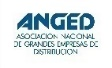 ANGED
ASOCIACIÓN NACIONAL
DE GRANDES EMPRESAS DE
DISTRIBUCIÓN